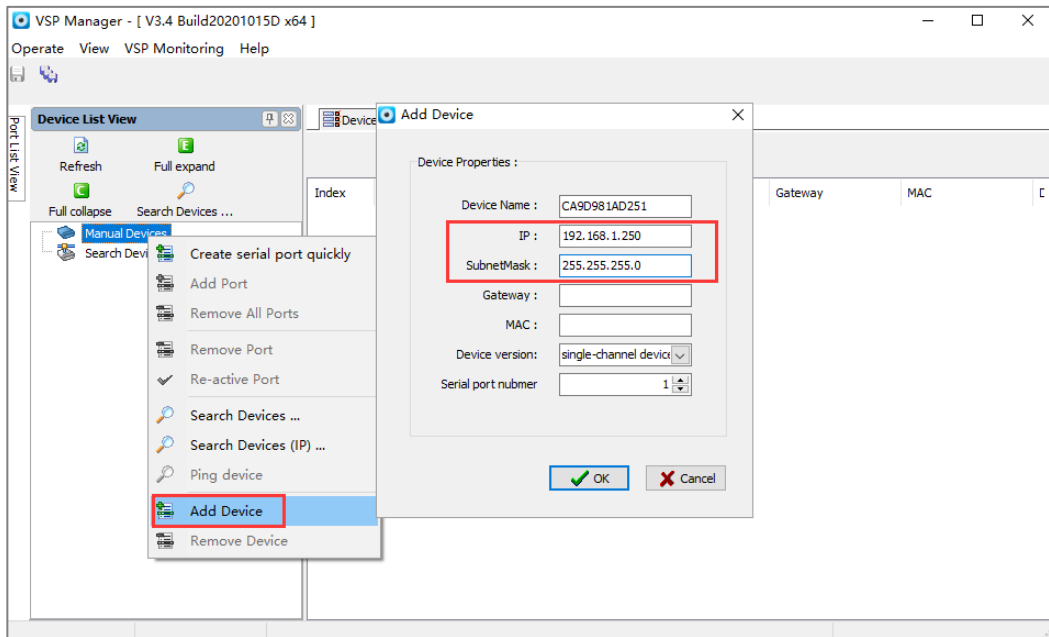 VSP Manager - [ V3.4 Build20201015D x64 ]
Operate View VSP Monitoring Help
Port List View
Device List View
Refresh Full expand
Full collapse Search Devices ...
Manual Devices
Search Devi
Create serial port quickly
Add Port
Remove All Ports
Remove Port
Re-active Port
Search Devices ...
Search Devices (IP) ...
Ping device
Add Device
Remove Device
Device
Index Gateway MAC D
Add Device
Device Properties :
Device Name : CA9D981AD251
IP : 192.168.1.250
SubnetMask : 255.255.255.0
Gateway :
MAC :
Device version: single-channel device
Serial port nubmer 1
OK Cancel